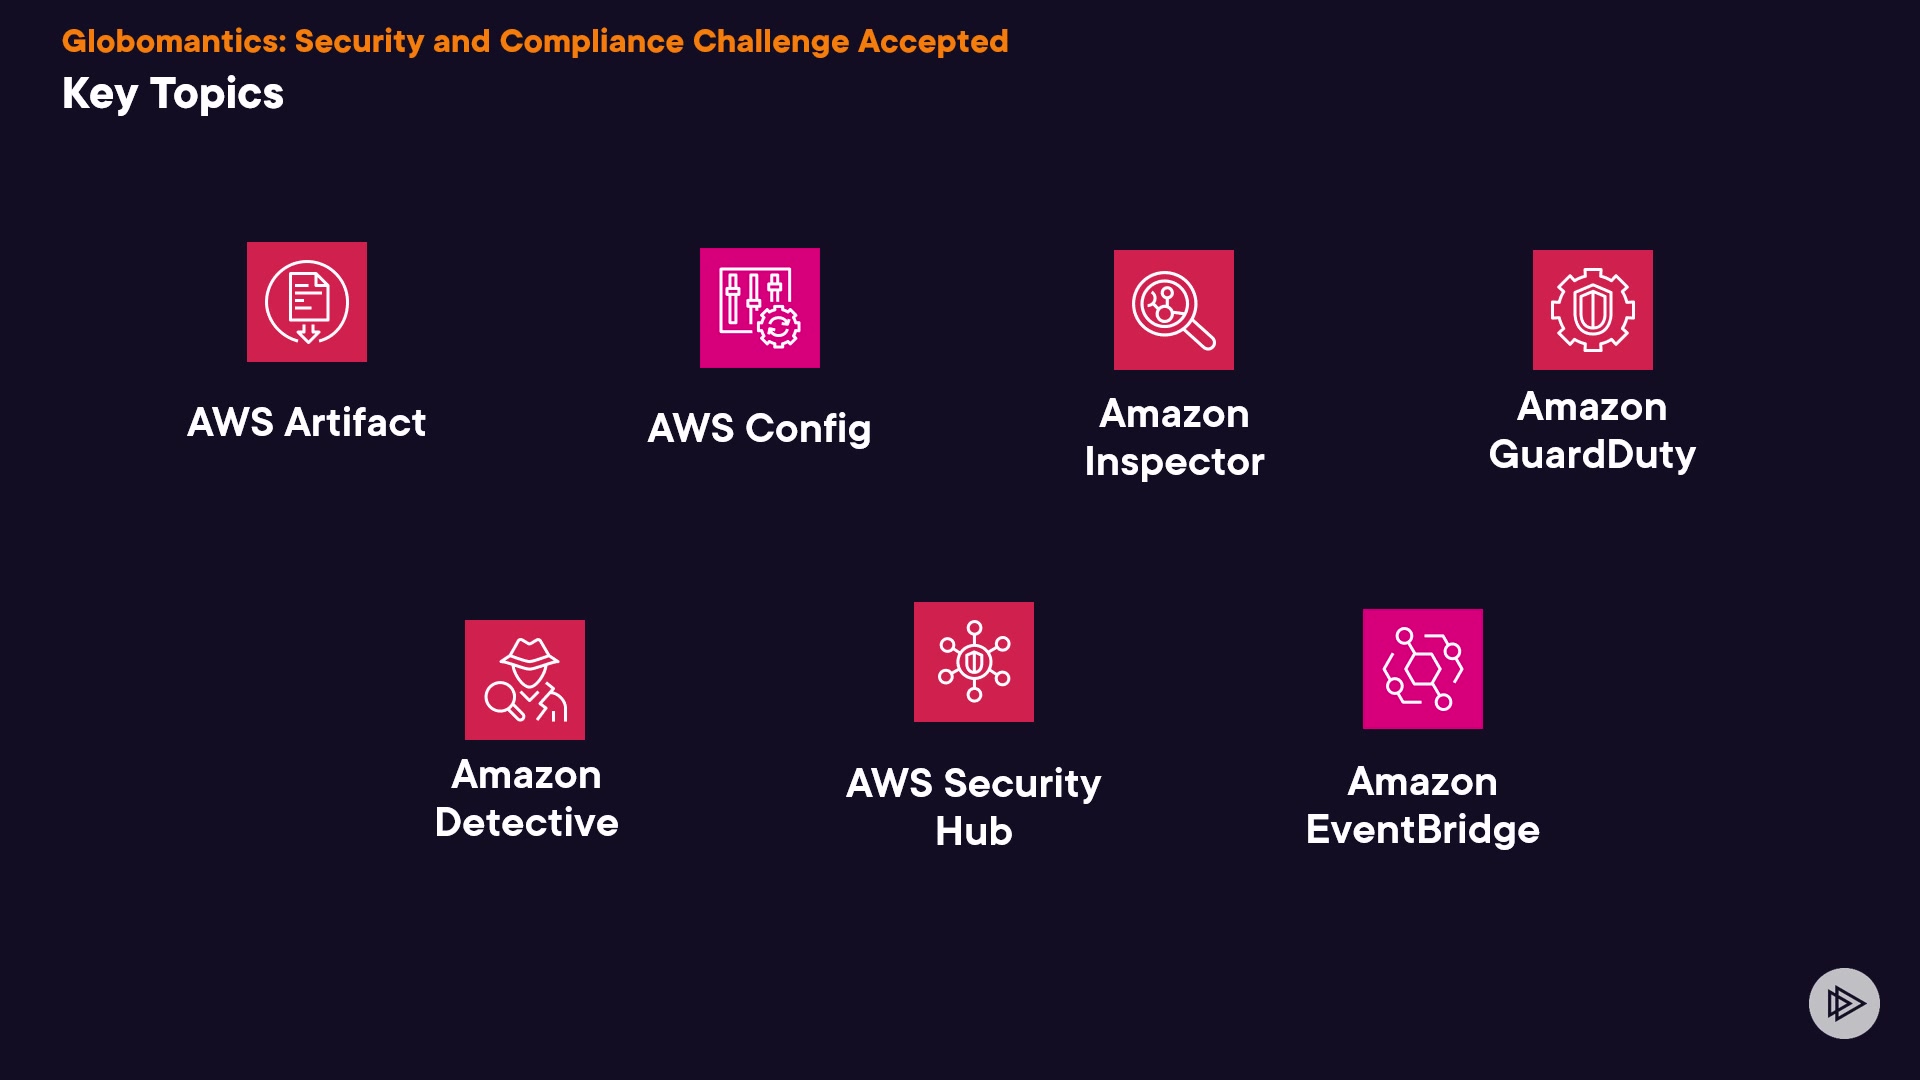 Globomantics: Security and Compliance Challenge Accepted
Key Topics
AWS Artifact
AWS Config
Amazon
Inspector
Amazon
GuardDuty
Amazon
Detective
AWS Security
Hub
Amazon
EventBridge